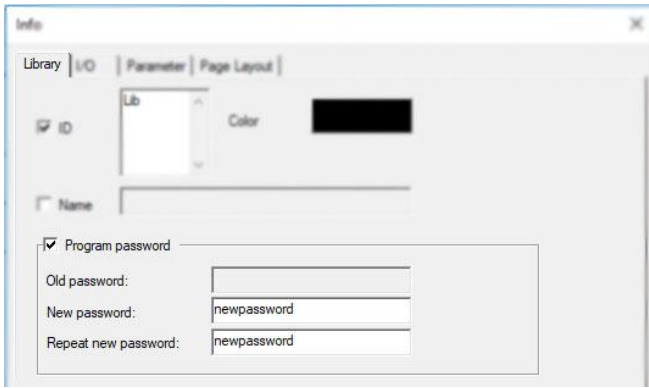 Info
Library I/O Parameter Page Layout
ID Lib Color
Name
Program password
Old password:
New password: newpassword
Repeat new password: newpassword